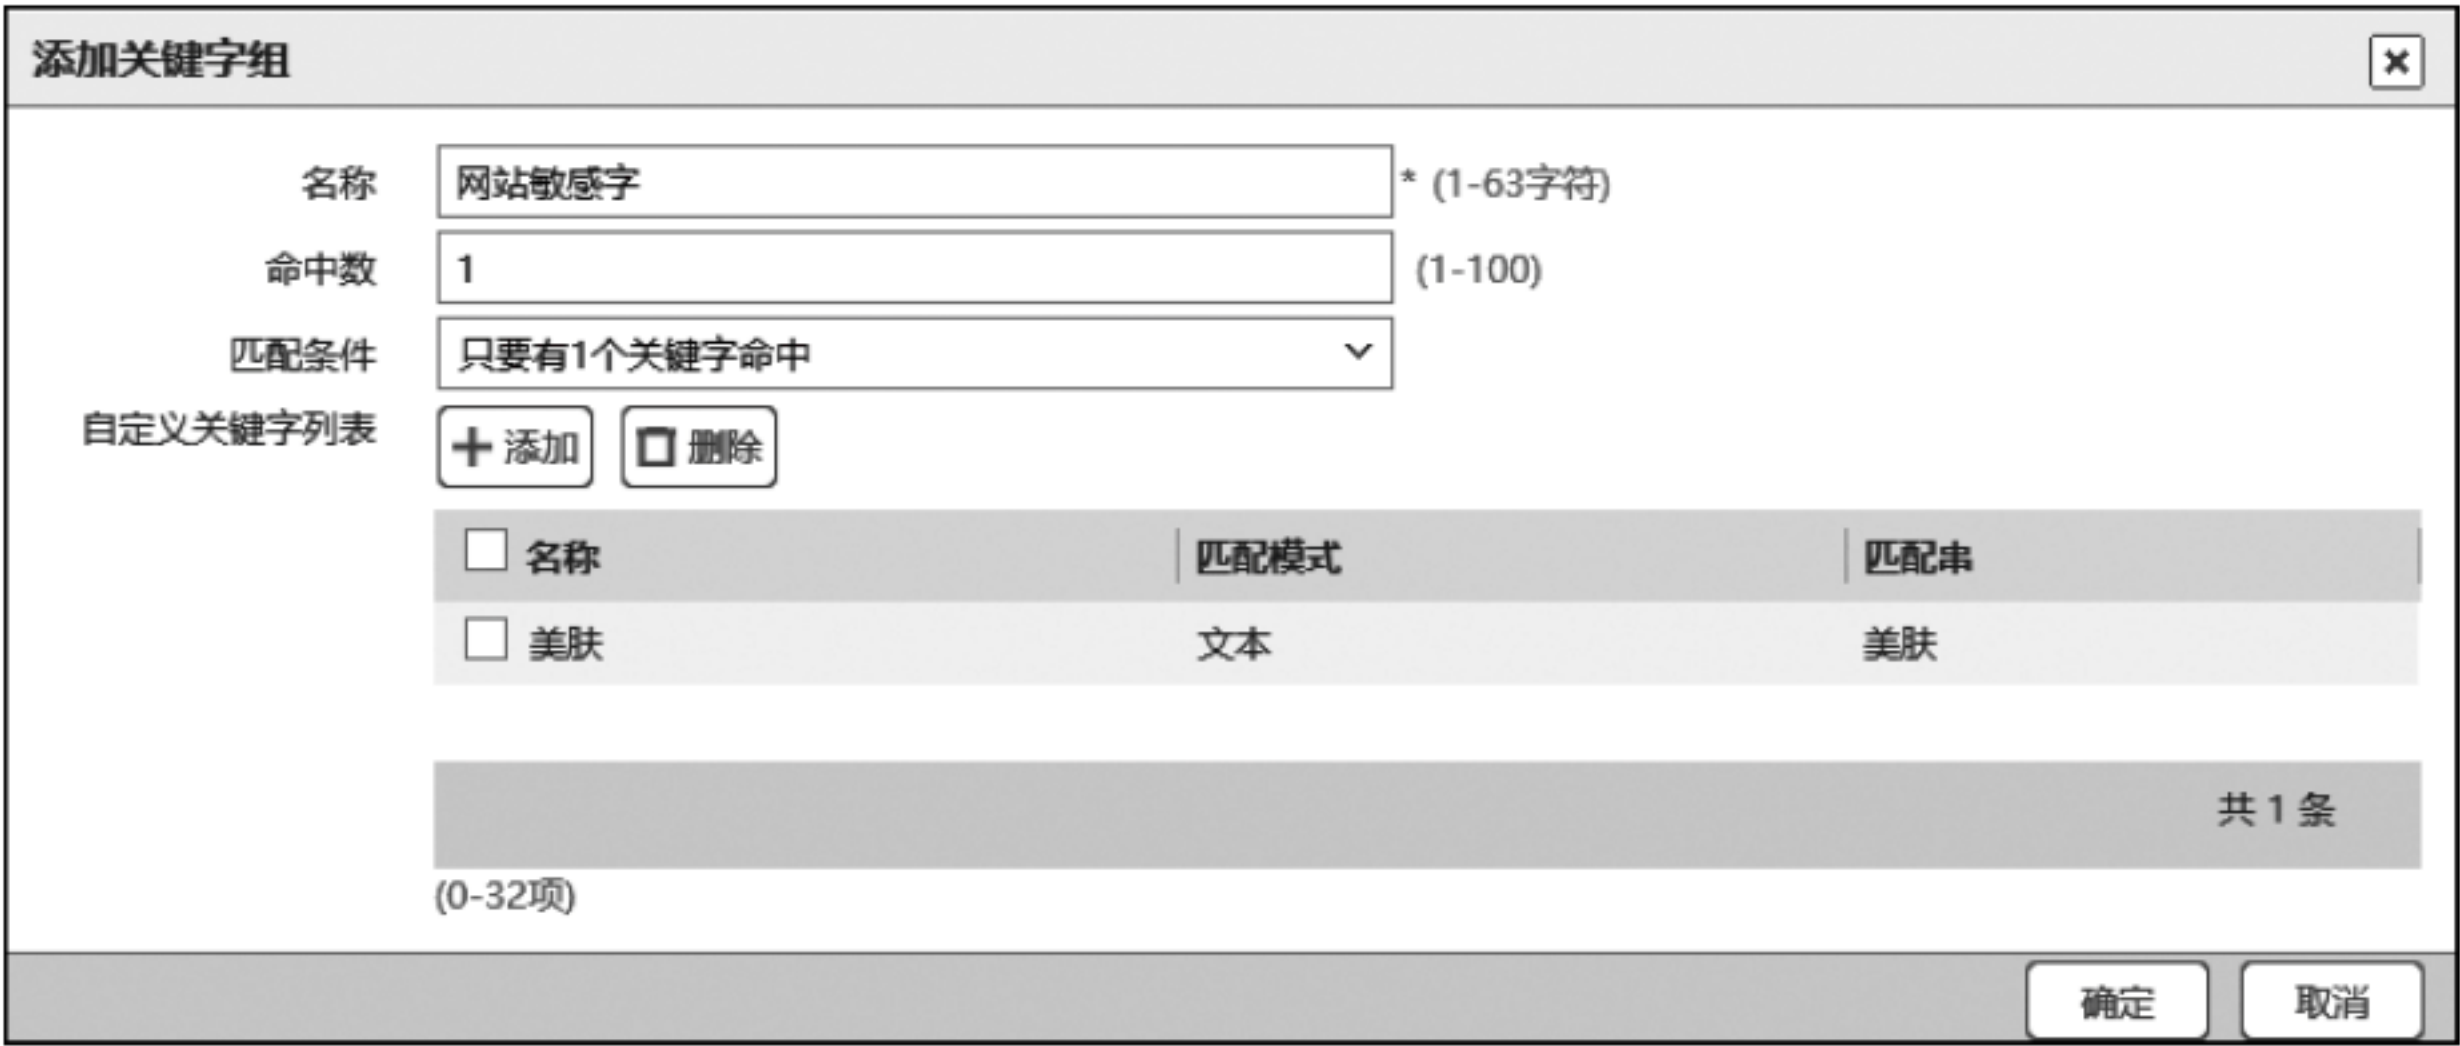 添加关键字组
名称 网站敏感字 * (1-63字符)
命中数 1 (1-100)
匹配条件 只要有1个关键字命中
自定义关键字列表 添加 删除
名称 匹配模式 匹配串
美肤 文本 美肤
共 1 条
(0-32项)
确定 取消